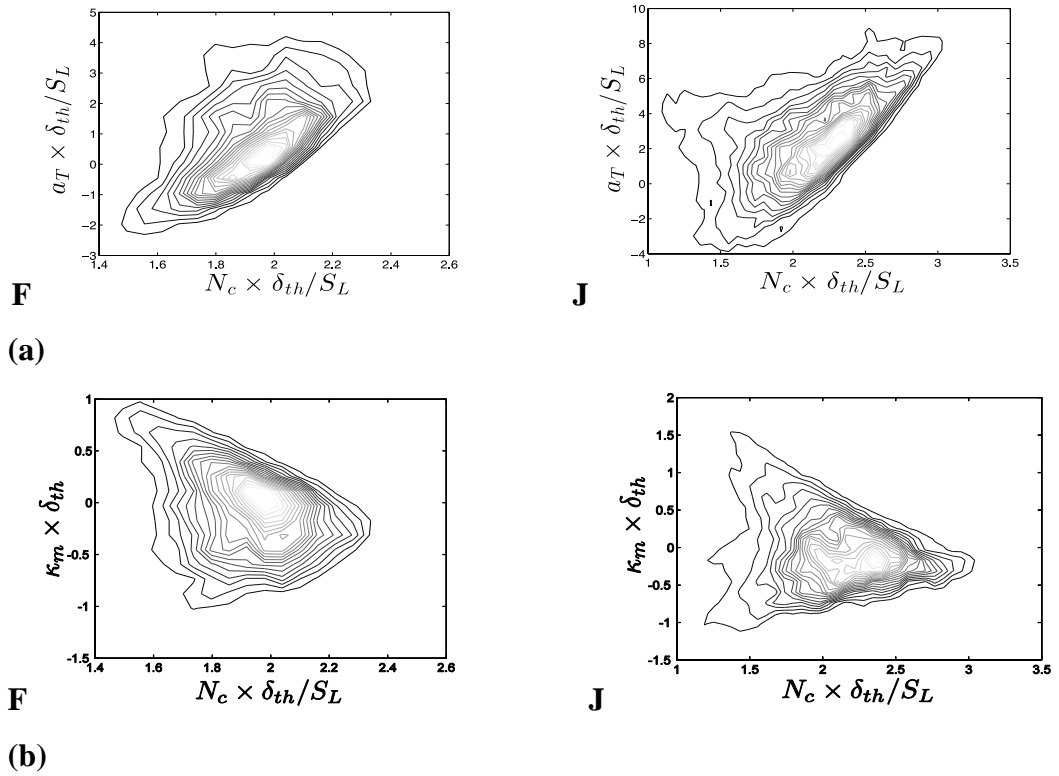 5
4
3
2
1
0
−1
−2
−3
1.4 1.6 1.8 2 2.2 2.4 2.6
a_T × δ_th/S_L
N_c × δ_th/S_L
F
10
8
6
4
2
0
−2
−4
1 1.5 2 2.5 3 3.5
a_T × δ_th/S_L
N_c × δ_th/S_L
J
(a)
1
0.5
0
-0.5
-1
-1.5
1.4 1.6 1.8 2 2.2 2.4 2.6
κ_m × δ_th
N_c × δ_th/S_L
F
2
1.5
1
0.5
0
-0.5
-1
-1.5
1 1.5 2 2.5 3 3.5
κ_m × δ_th
N_c × δ_th/S_L
J
(b)